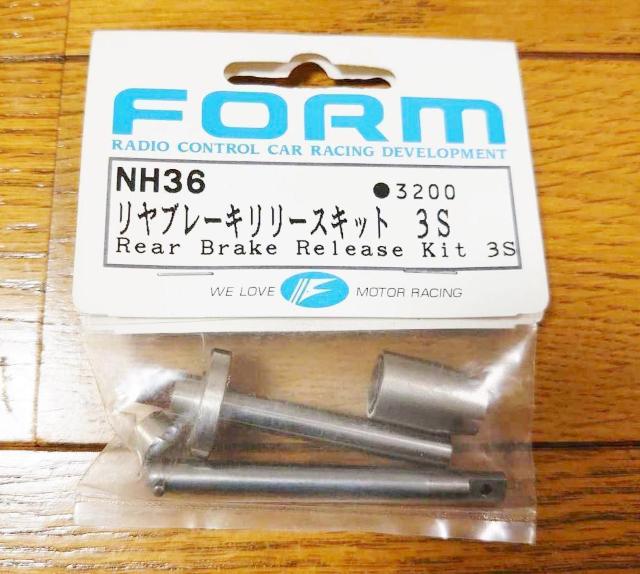 FORM
RADIO CONTROL CAR RACING DEVELOPMENT
NH36 ●3200
リヤブレーキリリースキット 3S
Rear Brake Release Kit 3S
WE LOVE MOTOR RACING